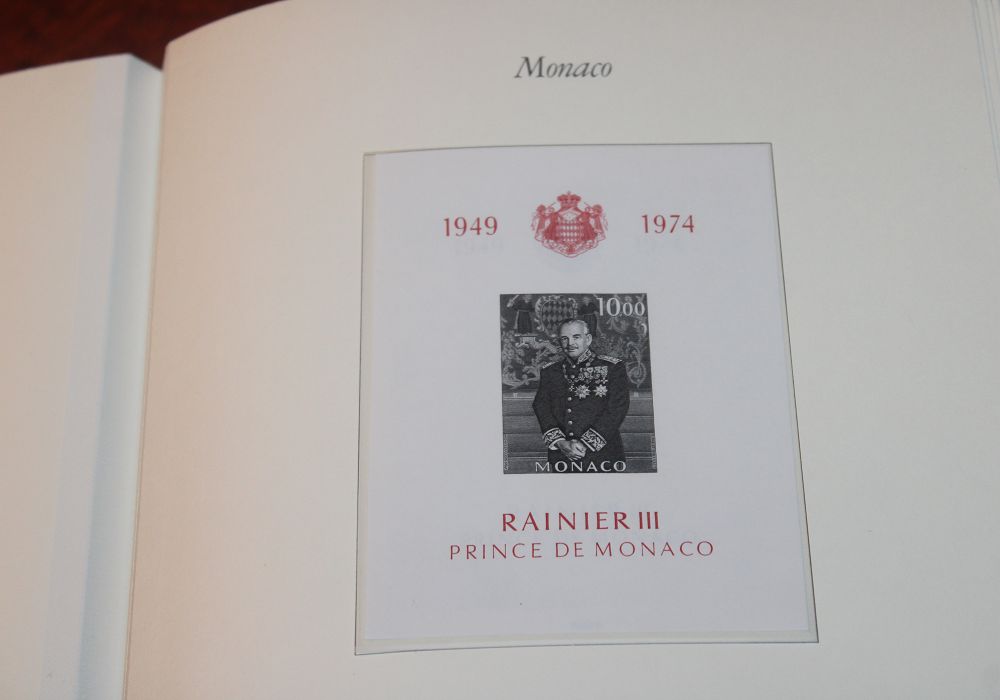 Monaco
1949 1974
10.00
MONACO
RAINIER III
PRINCE DE MONACO